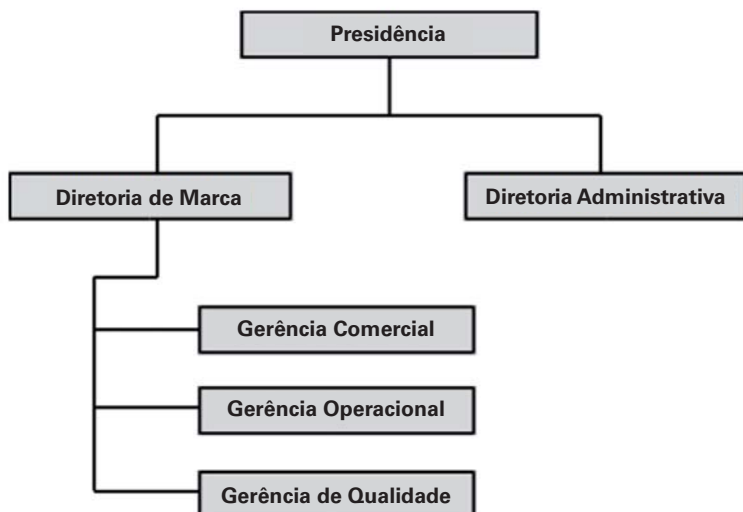 Presidência
Diretoria de Marca
Diretoria Administrativa
Gerência Comercial
Gerência Operacional
Gerência de Qualidade